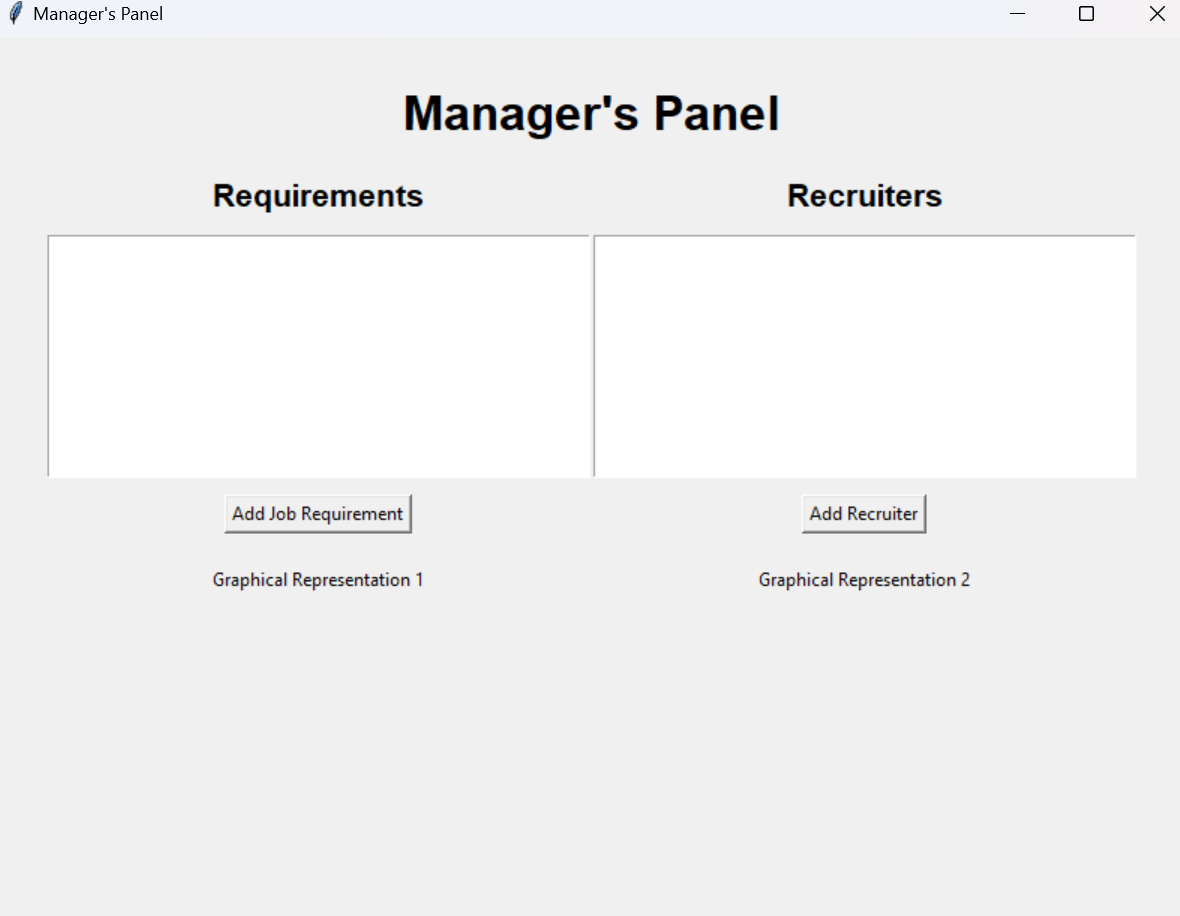 Manager's Panel
Manager's Panel
Requirements
Recruiters
Add Job Requirement
Add Recruiter
Graphical Representation 1
Graphical Representation 2